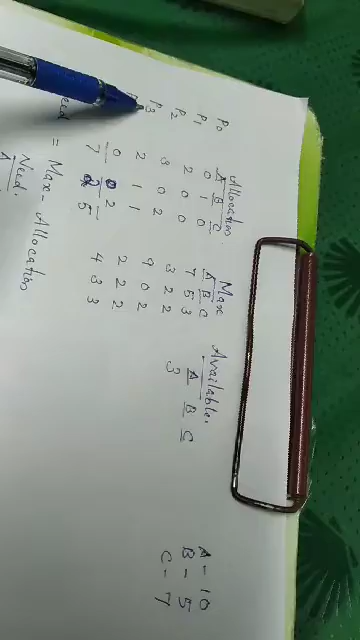 Allocation Max Available.
A B C A B C A B C
P0 0 1 0 7 5 3 3
P1 2 0 0 3 2 2
P2 3 0 2 9 0 2
P3 2 1 1 2 2 2
0 0 2 4 3 3
7 2 5
= Max - Allocation
Need.
A
A - 10
B - 5
C - 7